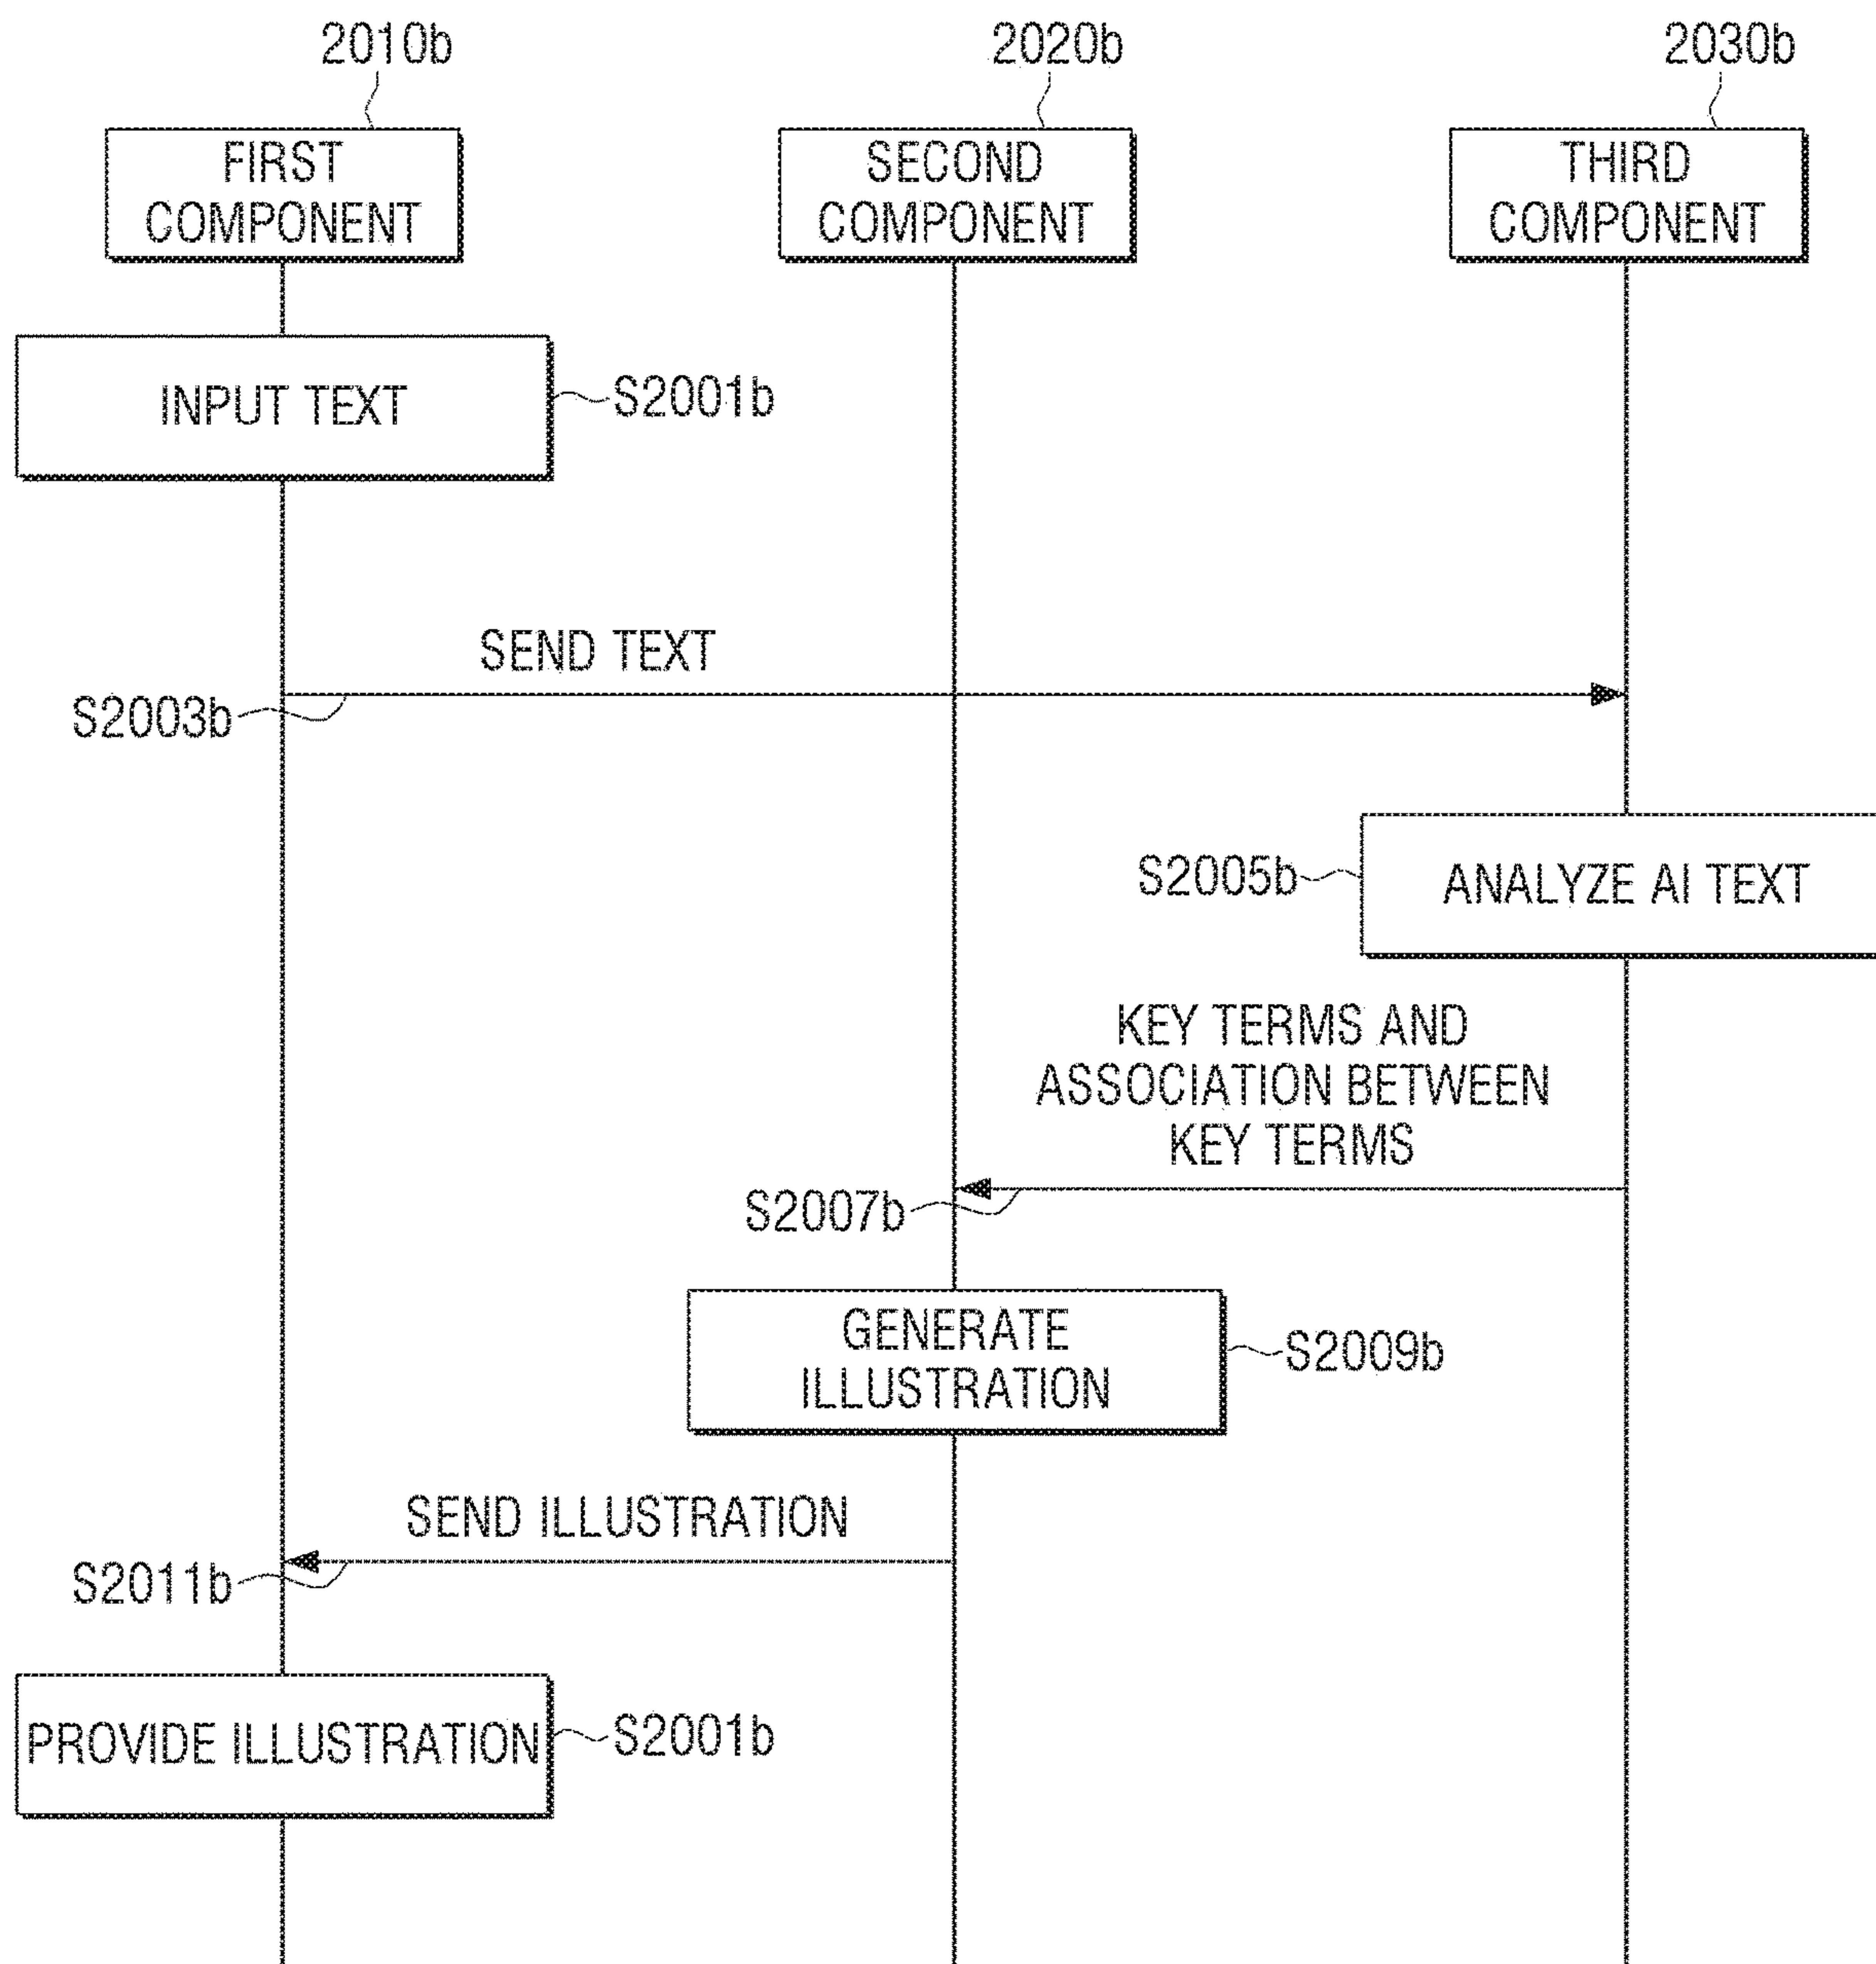 2010b
2020b
2030b
FIRST
COMPONENT
SECOND
COMPONENT
THIRD
COMPONENT
INPUT TEXT
S2001b
SEND TEXT
S2003b
S2005b
ANALYZE AI TEXT
KEY TERMS AND
ASSOCIATION BETWEEN
KEY TERMS
S2007b
GENERATE
ILLUSTRATION
S2009b
SEND ILLUSTRATION
S2011b
PROVIDE ILLUSTRATION
S2001b